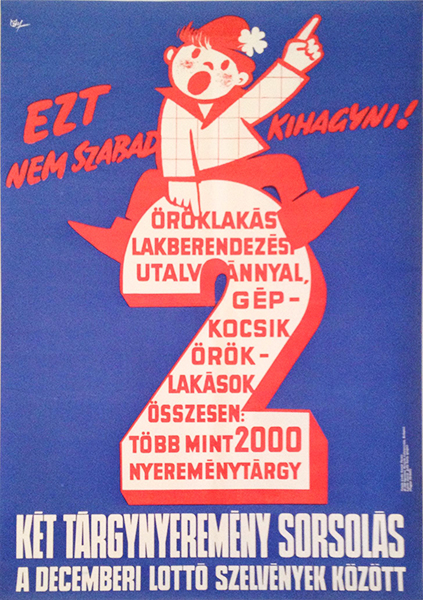 EZT
NEM SZABAD KIHAGYNI!
ÖRÖKLAKÁS
LAKBERENDEZÉSI
UTALVÁNNYAL,
GÉP-
KOCSIK
ÖRÖK-
LAKÁSOK
ÖSSZESEN:
TÖBB MINT 2000
NYEREMÉNYTÁRGY
KÉT TÁRGYNYEREMÉNY SORSOLÁS
A DECEMBERI LOTTÓ SZELVÉNYEK KÖZÖTT